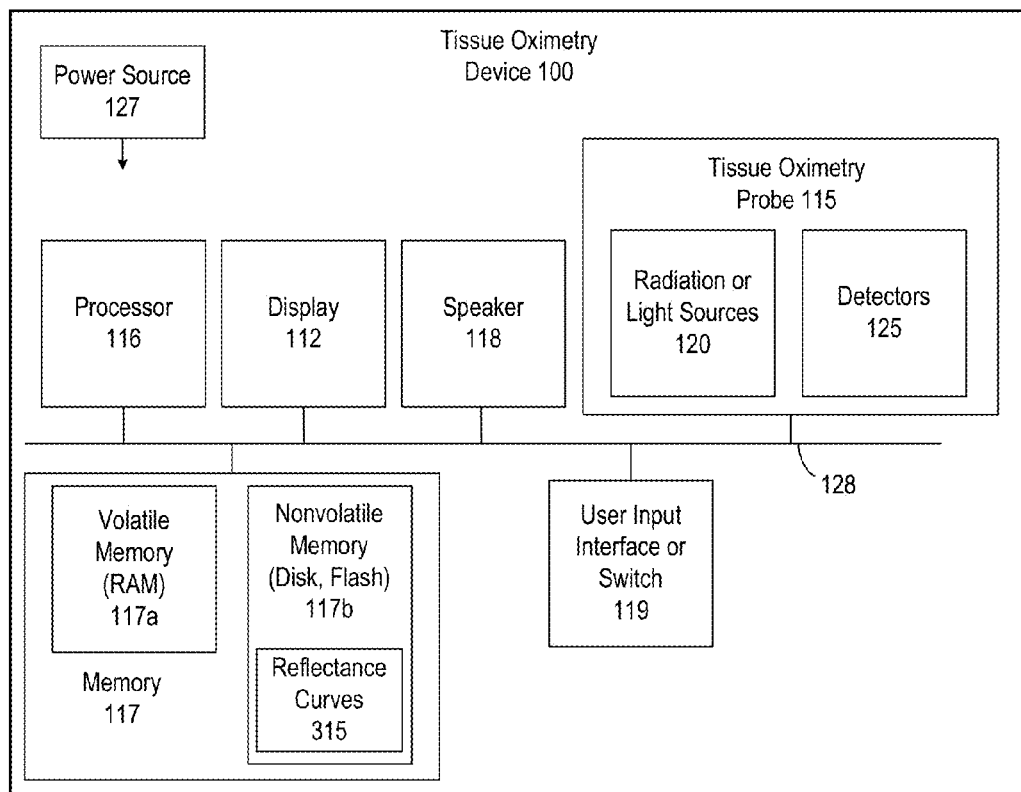 Tissue Oximetry
Device 100
Power Source
127
Tissue Oximetry
Probe 115
Processor
116
Display
112
Speaker
118
Radiation or
Light Sources
120
Detectors
125
128
Volatile
Memory
(RAM)
117a
Memory
117
Nonvolatile
Memory
(Disk, Flash)
117b
Reflectance
Curves
315
User Input
Interface or
Switch
119